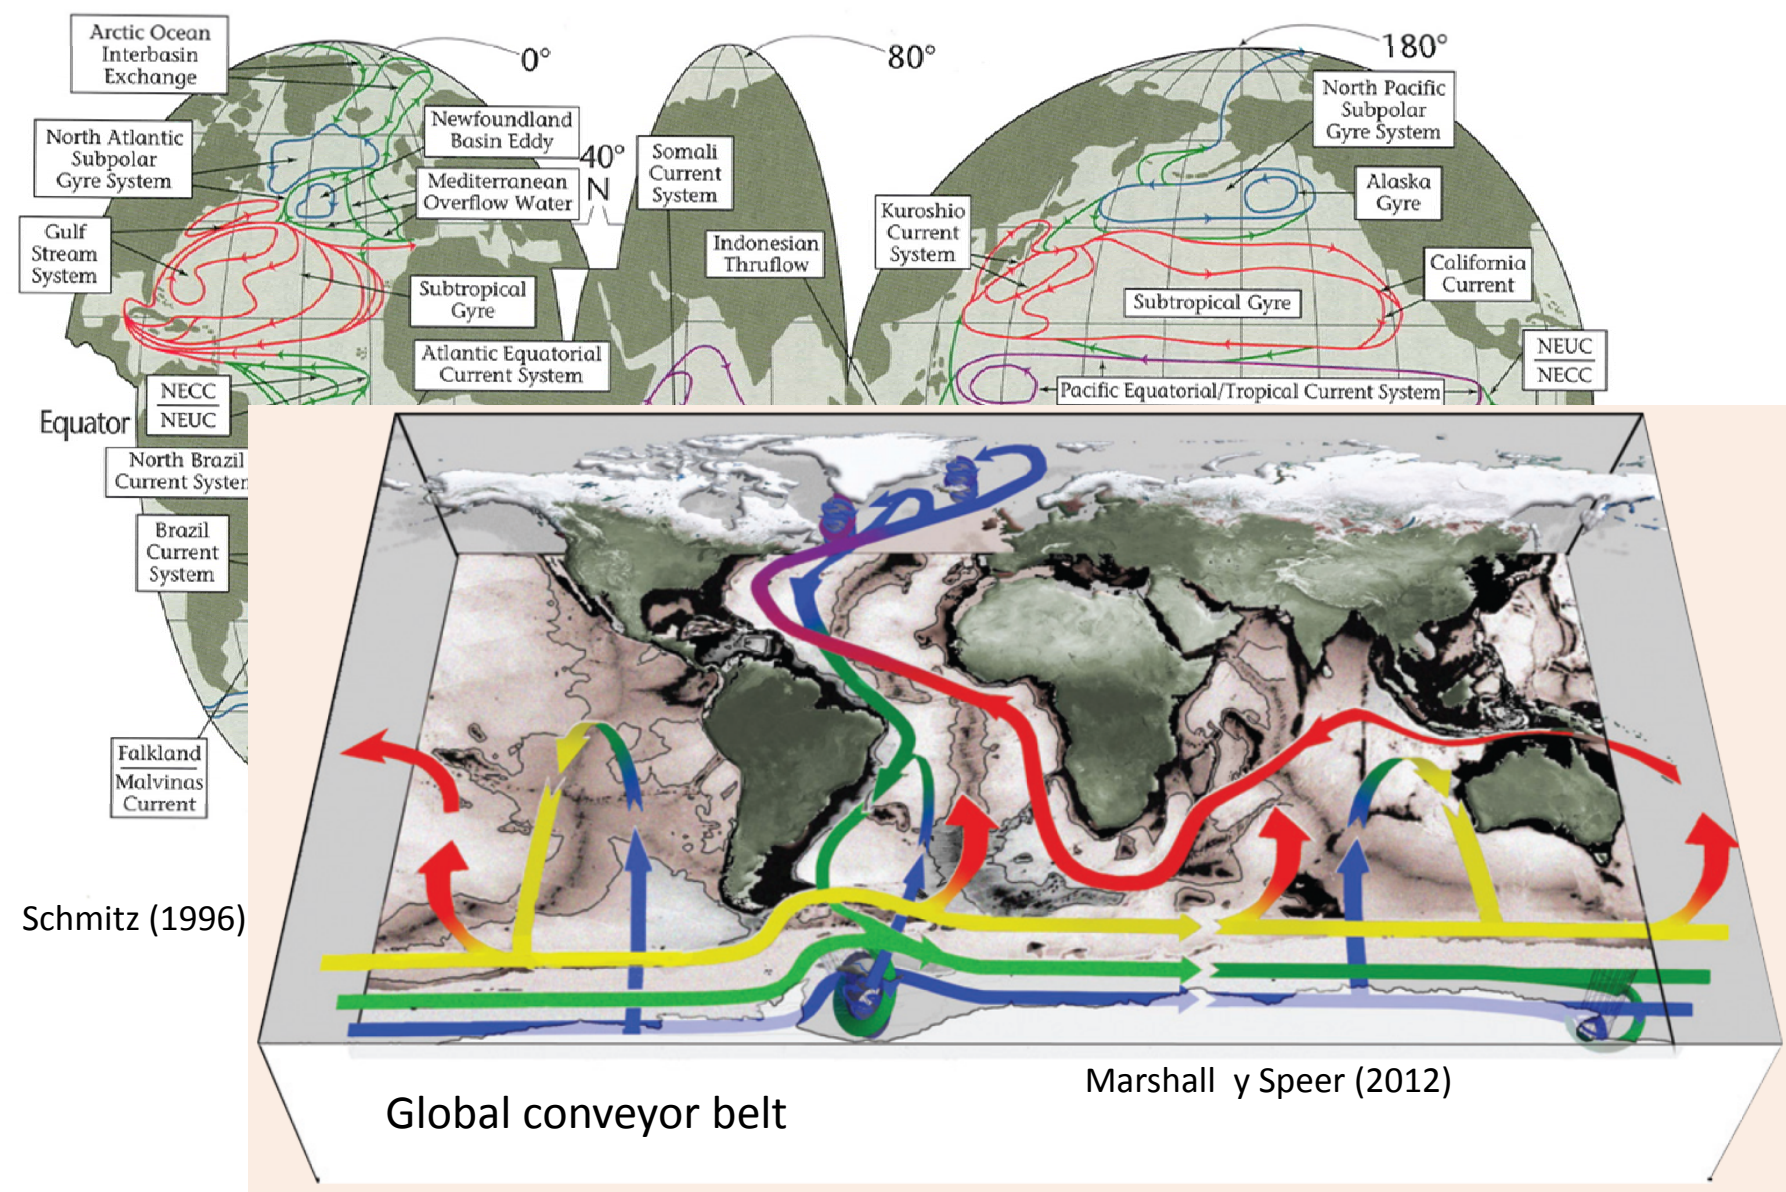 Arctic Ocean
Interbasin
Exchange
0°
80°
180°
North Pacific
Subpolar
Gyre System
Newfoundland
Basin Eddy
North Atlantic
Subpolar
Gyre System
40°
N
Somali
Current
System
Mediterranean
Overflow Water
Alaska
Gyre
Kuroshio
Current
System
Gulf
Stream
System
Indonesian
Thruflow
California
Current
Subtropical
Gyre
Subtropical Gyre
NEUC
NECC
Atlantic Equatorial
Current System
NECC
NEUC
Pacific Equatorial/Tropical Current System
Equator
North Brazil
Current System
Brazil
Current
System
Falkland
Malvinas
Current
Schmitz (1996)
Marshall y Speer (2012)
Global conveyor belt